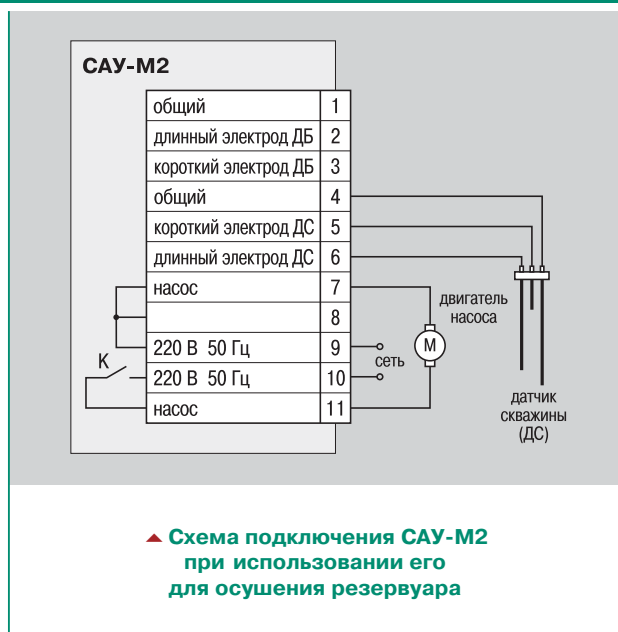 САУ-М2
общий 1
длинный электрод ДБ 2
короткий электрод ДБ 3
общий 4
короткий электрод ДС 5
длинный электрод ДС 6
насос 7
8
220 В 50 Гц 9
220 В 50 Гц 10
насос 11
К
сеть
двигатель
насоса
М
датчик
скважины
(ДС)
Схема подключения САУ-М2
при использовании его
для осушения резервуара